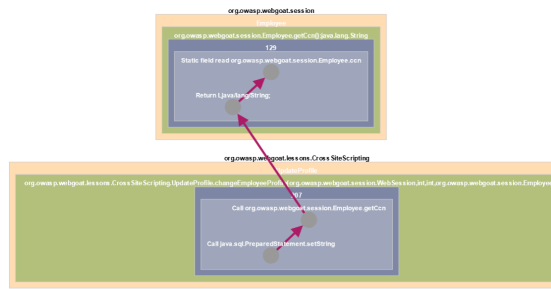 org.owasp.webgoat.session
Employee
org.owasp.webgoat.session.Employee.getCcn():java.lang.String
129
Static field read org.owasp.webgoat.session.Employee.ccn
Return Ljava/lang/String;
org.owasp.webgoat.lessons.CrossSiteScripting
UpdateProfile
org.owasp.webgoat.lessons.CrossSiteScripting.UpdateProfile.changeEmployeeProfile(org.owasp.webgoat.session.WebSession,int,int,org.owasp.webgoat.session.Employee
Call org.owasp.webgoat.session.Employee.getCcn
Call java.sql.PreparedStatement.setString